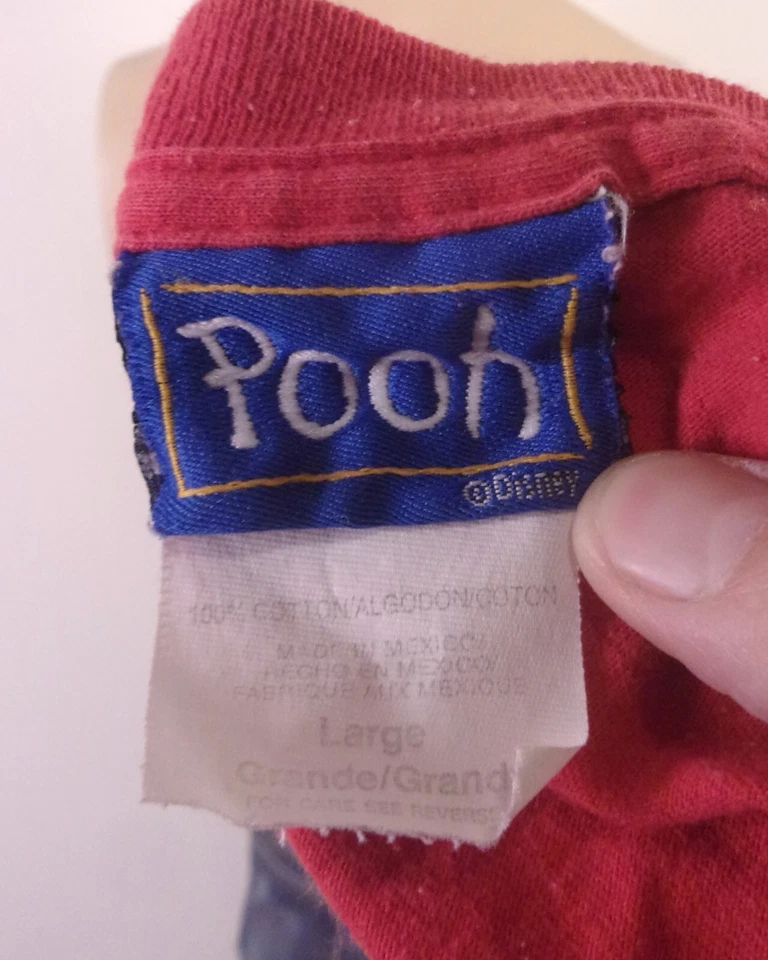 Pooh
©Disney
100% COTTON/ALGODÓN/COTON
MADE IN MEXICO/
HECHO EN MEXICO/
FABRIQUE AUX MEXIQUE
Large
Grande/Grand
FOR CARE SEE REVERSE